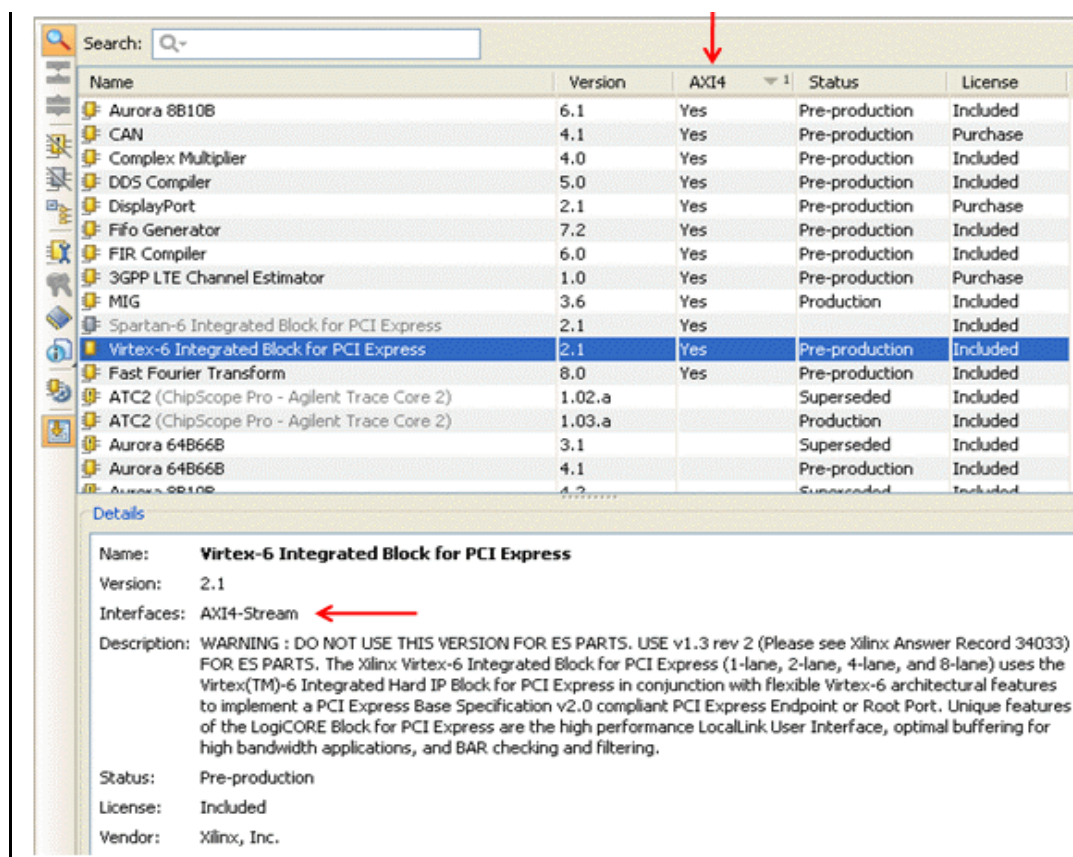 Search:
Name Version AXI4 1 Status License
Aurora 8B10B 6.1 Yes Pre-production Included
CAN 4.1 Yes Pre-production Purchase
Complex Multiplier 4.0 Yes Pre-production Included
DDS Compiler 5.0 Yes Pre-production Included
DisplayPort 2.1 Yes Pre-production Purchase
Fifo Generator 7.2 Yes Pre-production Included
FIR Compiler 6.0 Yes Pre-production Included
3GPP LTE Channel Estimator 1.0 Yes Pre-production Purchase
MIG 3.6 Yes Production Included
Spartan-6 Integrated Block for PCI Express 2.1 Yes Included
Virtex-6 Integrated Block for PCI Express 2.1 Yes Pre-production Included
Fast Fourier Transform 8.0 Yes Pre-production Included
ATC2 (ChipScope Pro - Agilent Trace Core 2) 1.02.a Superseded Included
ATC2 (ChipScope Pro - Agilent Trace Core 2) 1.03.a Production Included
Aurora 64B66B 3.1 Superseded Included
Aurora 64B66B 4.1 Pre-production Included
Aurora 8B10B Superseded Included
Details
Name: Virtex-6 Integrated Block for PCI Express
Version: 2.1
Interfaces: AXI4-Stream
Description: WARNING : DO NOT USE THIS VERSION FOR ES PARTS. USE v1.3 rev 2 (Please see Xilinx Answer Record 34033)
FOR ES PARTS. The Xilinx Virtex-6 Integrated Block for PCI Express (1-lane, 2-lane, 4-lane, and 8-lane) uses the
Virtex(TM)-6 Integrated Hard IP Block for PCI Express in conjunction with flexible Virtex-6 architectural features
to implement a PCI Express Base Specification v2.0 compliant PCI Express Endpoint or Root Port. Unique features
of the LogiCORE Block for PCI Express are the high performance LocalLink User Interface, optimal buffering for
high bandwidth applications, and BAR checking and filtering.
Status: Pre-production
License: Included
Vendor: Xilinx, Inc.